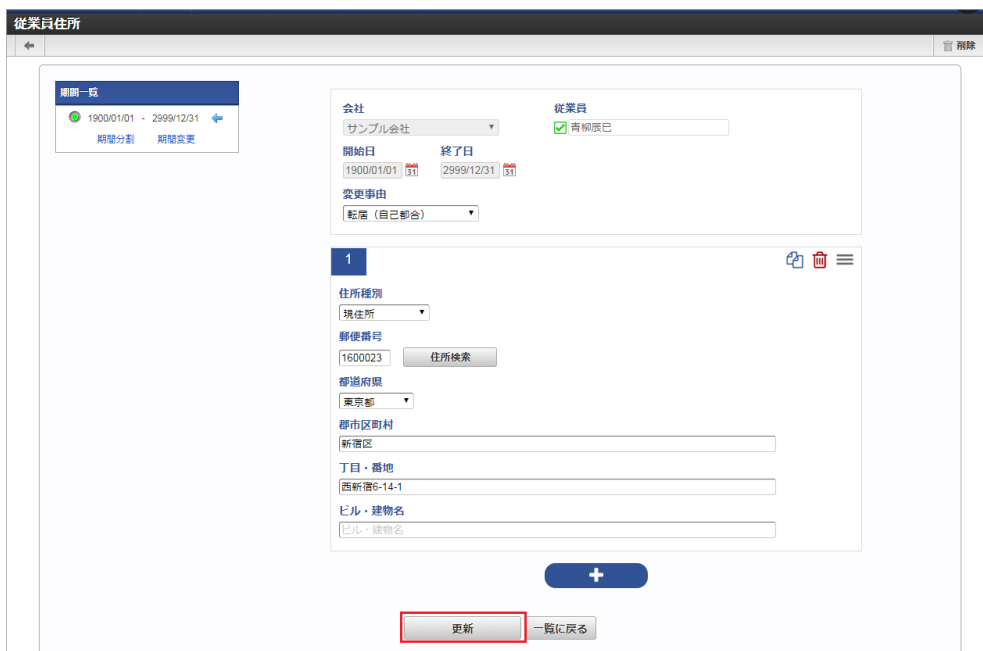 従業員住所
削除
期間一覧
1900/01/01 - 2999/12/31
期間分割 期間変更
会社 従業員
サンプル会社 青柳辰巳
開始日 終了日
1900/01/01 31 2999/12/31 31
変更事由
転居（自己都合）
1
住所種別
現住所
郵便番号
1600023 住所検索
都道府県
東京都
郡市区町村
新宿区
丁目・番地
西新宿6-14-1
ビル・建物名
ビル・建物名
更新 一覧に戻る